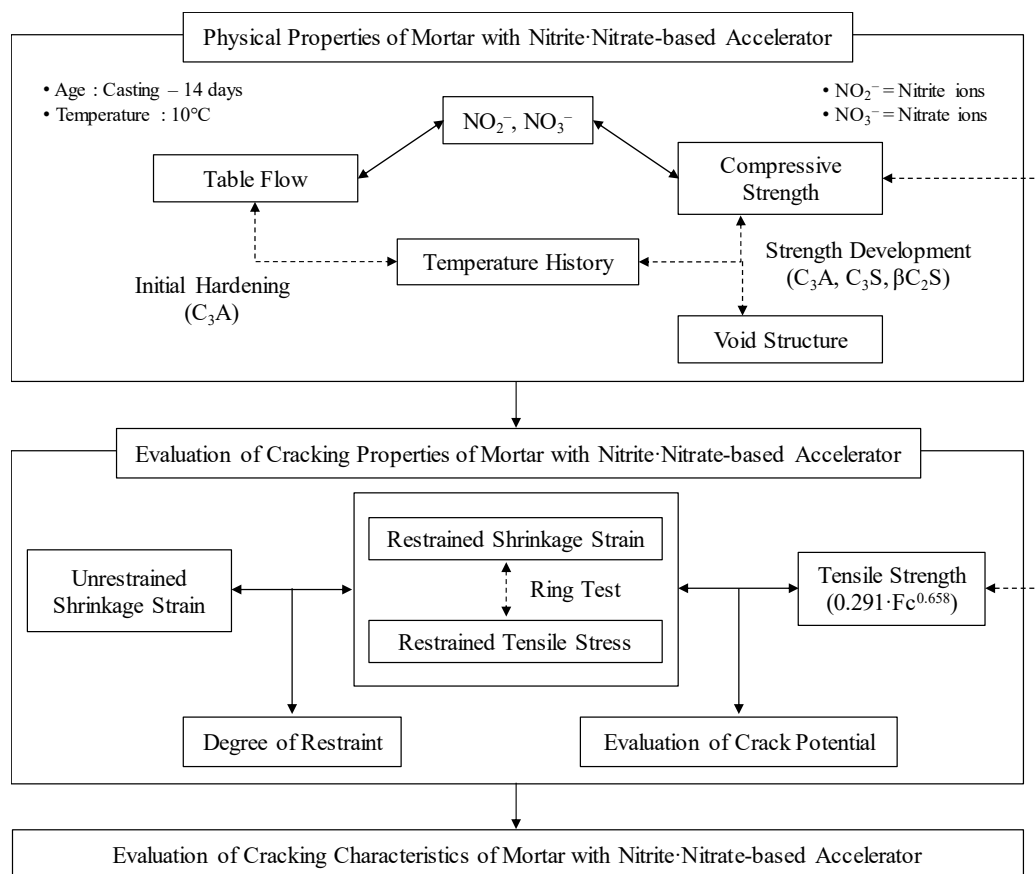 Physical Properties of Mortar with Nitrite·Nitrate-based Accelerator
• Age : Casting – 14 days
• Temperature : 10°C
• NO₂⁻ = Nitrite ions
• NO₃⁻ = Nitrate ions
NO₂⁻, NO₃⁻
Table Flow
Compressive
Strength
Temperature History
Initial Hardening
(C₃A)
Strength Development
(C₃A, C₃S, βC₂S)
Void Structure
Evaluation of Cracking Properties of Mortar with Nitrite·Nitrate-based Accelerator
Unrestrained
Shrinkage Strain
Restrained Shrinkage Strain
Ring Test
Restrained Tensile Stress
Tensile Strength
(0.291·Fc⁰·⁶⁵⁸)
Degree of Restraint
Evaluation of Crack Potential
Evaluation of Cracking Characteristics of Mortar with Nitrite·Nitrate-based Accelerator